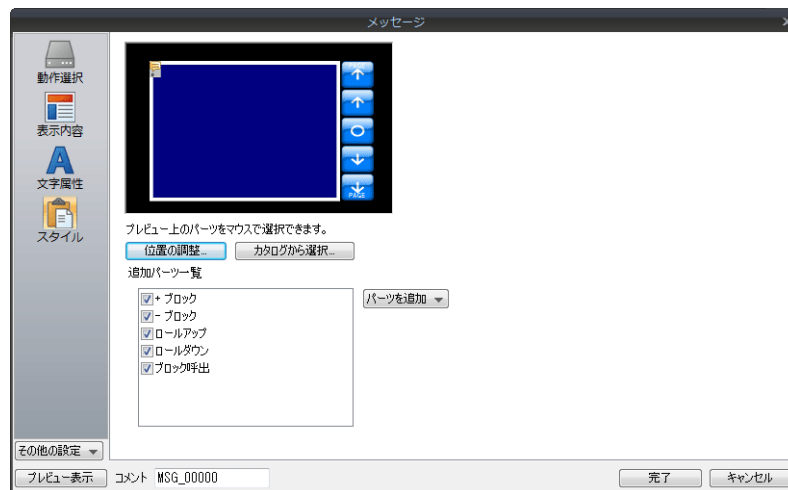 メッセージ
動作選択
表示内容
文字属性
スタイル
PAGE
プレビュー上のパーツをマウスで選択できます。
位置の調整...
カタログから選択...
追加パーツ一覧
+ ブロック
- ブロック
ロールアップ
ロールダウン
ブロック呼出
パーツを追加
その他の設定
プレビュー表示
コメント MSG_00000
完了
キャンセル